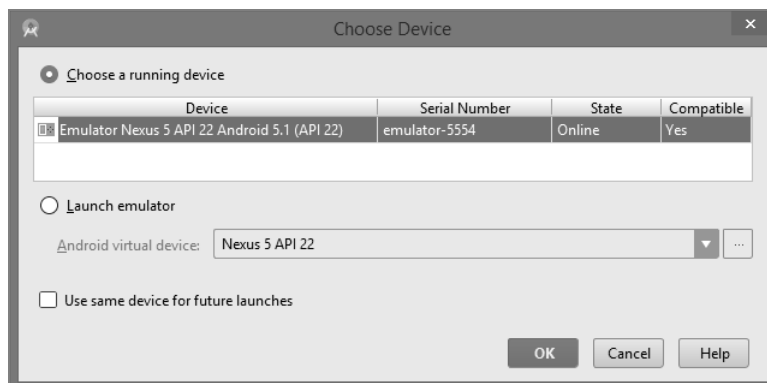 Choose Device
Choose a running device
Device Serial Number State Compatible
Emulator Nexus 5 API 22 Android 5.1 (API 22) emulator-5554 Online Yes
Launch emulator
Android virtual device: Nexus 5 API 22 ...
Use same device for future launches
OK Cancel Help